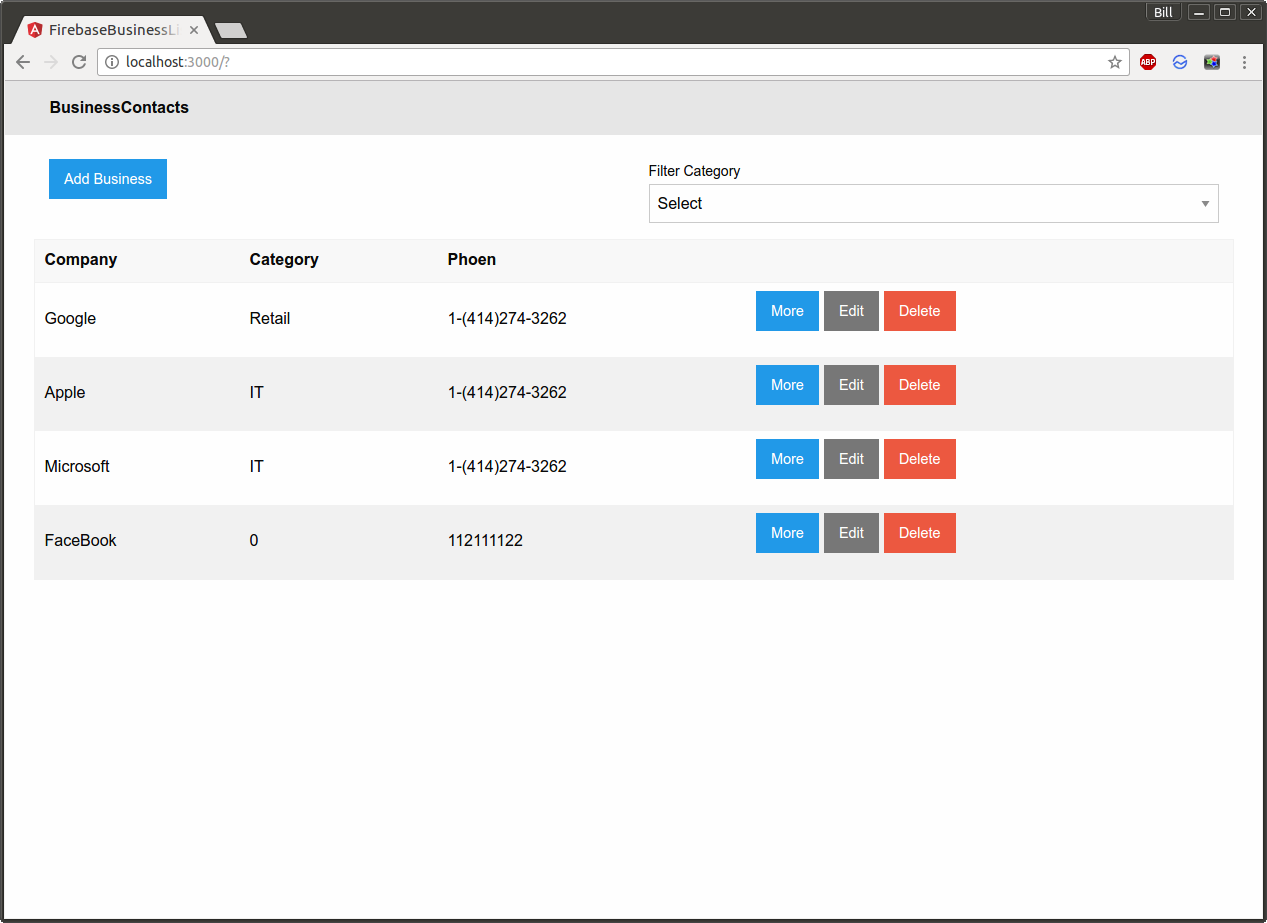 Bill
FirebaseBusinessLi
localhost:3000/?
ABP
BusinessContacts
Add Business
Filter Category
Select
Company Category Phoen
Google Retail 1-(414)274-3262 More Edit Delete
Apple IT 1-(414)274-3262 More Edit Delete
Microsoft IT 1-(414)274-3262 More Edit Delete
FaceBook 0 112111122 More Edit Delete